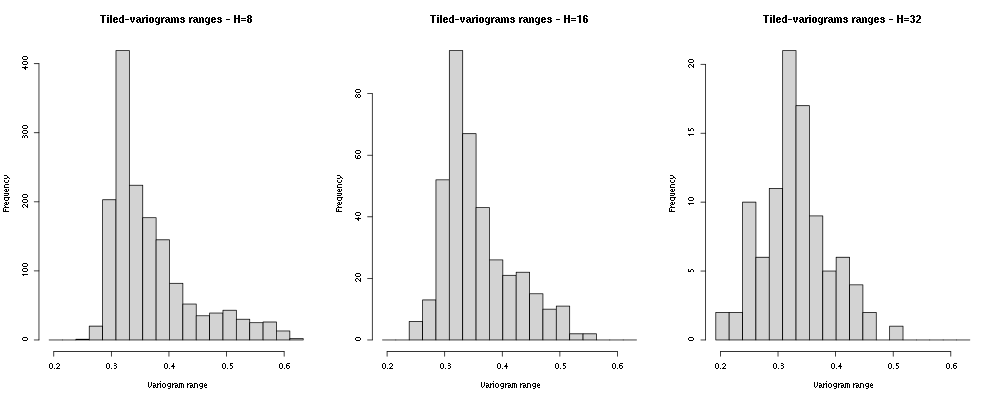 Tiled-variograms ranges - H=8
Frequency
400
300
200
100
0
0.2 0.3 0.4 0.5 0.6
Variogram range
Tiled-variograms ranges - H=16
Frequency
80
60
40
20
0
0.2 0.3 0.4 0.5 0.6
Variogram range
Tiled-variograms ranges - H=32
Frequency
20
15
10
5
0
0.2 0.3 0.4 0.5 0.6
Variogram range